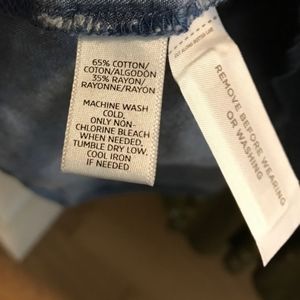 65% COTTON/
COTON/ALGODÓN
35% RAYON/
RAYONNE/RAYÓN
MACHINE WASH
COLD,
ONLY NON-
CHLORINE BLEACH
WHEN NEEDED,
TUMBLE DRY LOW.
COOL IRON
IF NEEDED
REMOVE BEFORE WEARING
OR WASHING